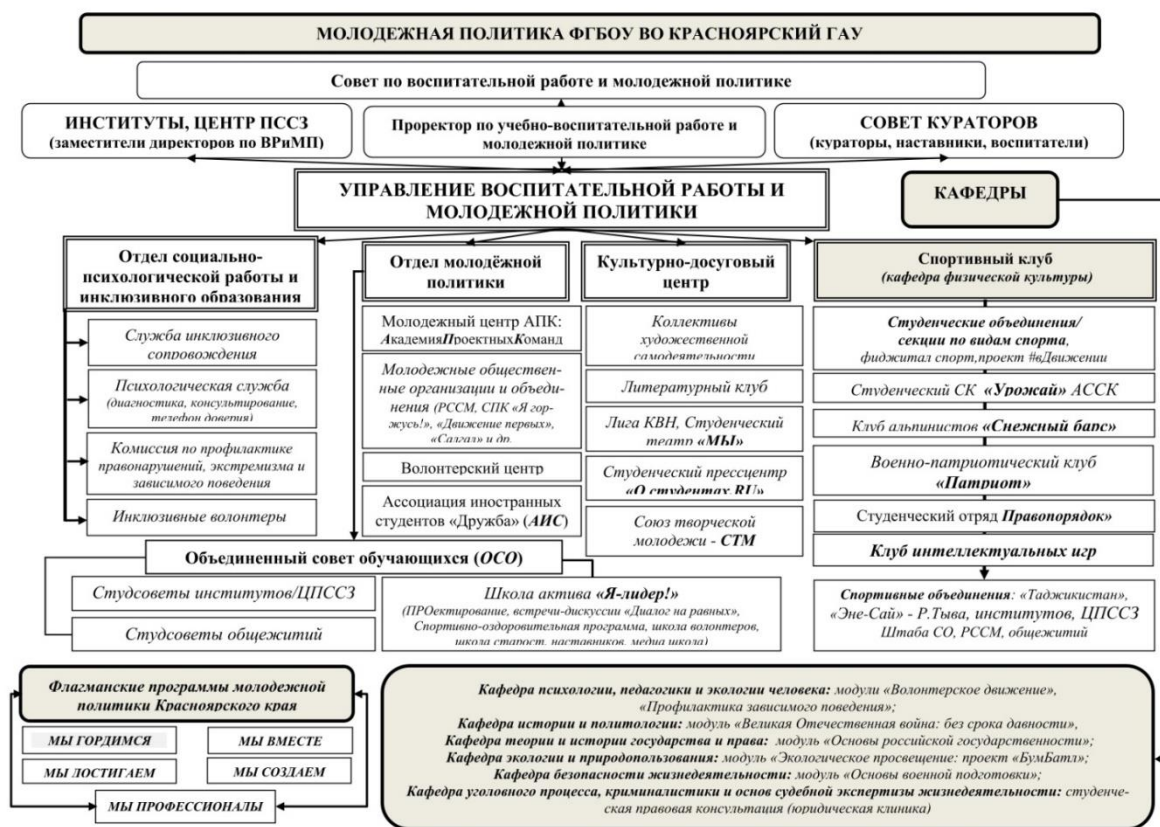 МОЛОДЕЖНАЯ ПОЛИТИКА ФГБОУ ВО КРАСНОЯРСКИЙ ГАУ
Совет по воспитательной работе и молодежной политике
ИНСТИТУТЫ, ЦЕНТР ПССЗ
(заместители директоров по ВРиМП)
Проректор по учебно-воспитательной работе и
молодежной политике
СОВЕТ КУРАТОРОВ
(кураторы, наставники, воспитатели)
УПРАВЛЕНИЕ ВОСПИТАТЕЛЬНОЙ РАБОТЫ И
МОЛОДЕЖНОЙ ПОЛИТИКИ
КАФЕДРЫ
Отдел социально-
психологической работы и
инклюзивного образования
Служба инклюзивного
сопровождения
Психологическая служба
(диагностика, консультирование,
телефон доверия)
Комиссия по профилактике
правонарушений, экстремизма и
зависимого поведения
Инклюзивные волонтеры
Отдел молодёжной
политики
Молодежный центр АПК:
АкадемияПроектныхКоманд
Молодежные обществен-
ные организации и объеди-
нения (РССМ, СПК «Я гор-
жусь!», «Движение первых»,
«Салгал» и др.
Волонтерский центр
Ассоциация иностранных
студентов «Дружба» (АИС)
Культурно-досуговый
центр
Коллективы
художественной
самодеятельности
Литературный клуб
Лига КВН, Студенческий
театр «МЫ»
Студенческий прессцентр
«О студентах.RU»
Союз творческой
молодежи - СТМ
Спортивный клуб
(кафедра физической культуры)
Студенческие объединения/
секции по видам спорта,
фиджитал спорт,проект #вДвижении
Студенческий СК «Урожай» АССК
Клуб альпинистов «Снежный барс»
Военно-патриотический клуб
«Патриот»
Студенческий отряд Правопорядок»
Клуб интеллектуальных игр
Спортивные объединения: «Таджикистан»,
«Эне-Сай» - Р.Тыва, институтов, ЦПССЗ
Штаба СО, РССМ, общежитий
Объединенный совет обучающихся (ОСО)
Студсоветы институтов/ЦПССЗ
Студсоветы общежитий
Школа актива «Я-лидер!»
(ПРОектирование, встречи-дискуссии «Диалог на равных»,
Спортивно-оздоровительная программа, школа волонтеров,
школа старост, наставников, медиа школа)
Флагманские программы молодежной
политики Красноярского края
МЫ ГОРДИМСЯ
МЫ ВМЕСТЕ
МЫ ДОСТИГАЕМ
МЫ СОЗДАЕМ
МЫ ПРОФЕССИОНАЛЫ
Кафедра психологии, педагогики и экологии человека: модули «Волонтерское движение»,
«Профилактика зависимого поведения»;
Кафедра истории и политологии: модуль «Великая Отечественная война: без срока давности»,
Кафедра теории и истории государства и права: модуль «Основы российской государственности»;
Кафедра экологии и природопользования: модуль «Экологическое просвещение: проект «БумБатл»;
Кафедра безопасности жизнедеятельности: модуль «Основы военной подготовки»;
Кафедра уголовного процесса, криминалистики и основ судебной экспертизы жизнедеятельности: студенче-
ская правовая консультация (юридическая клиника)